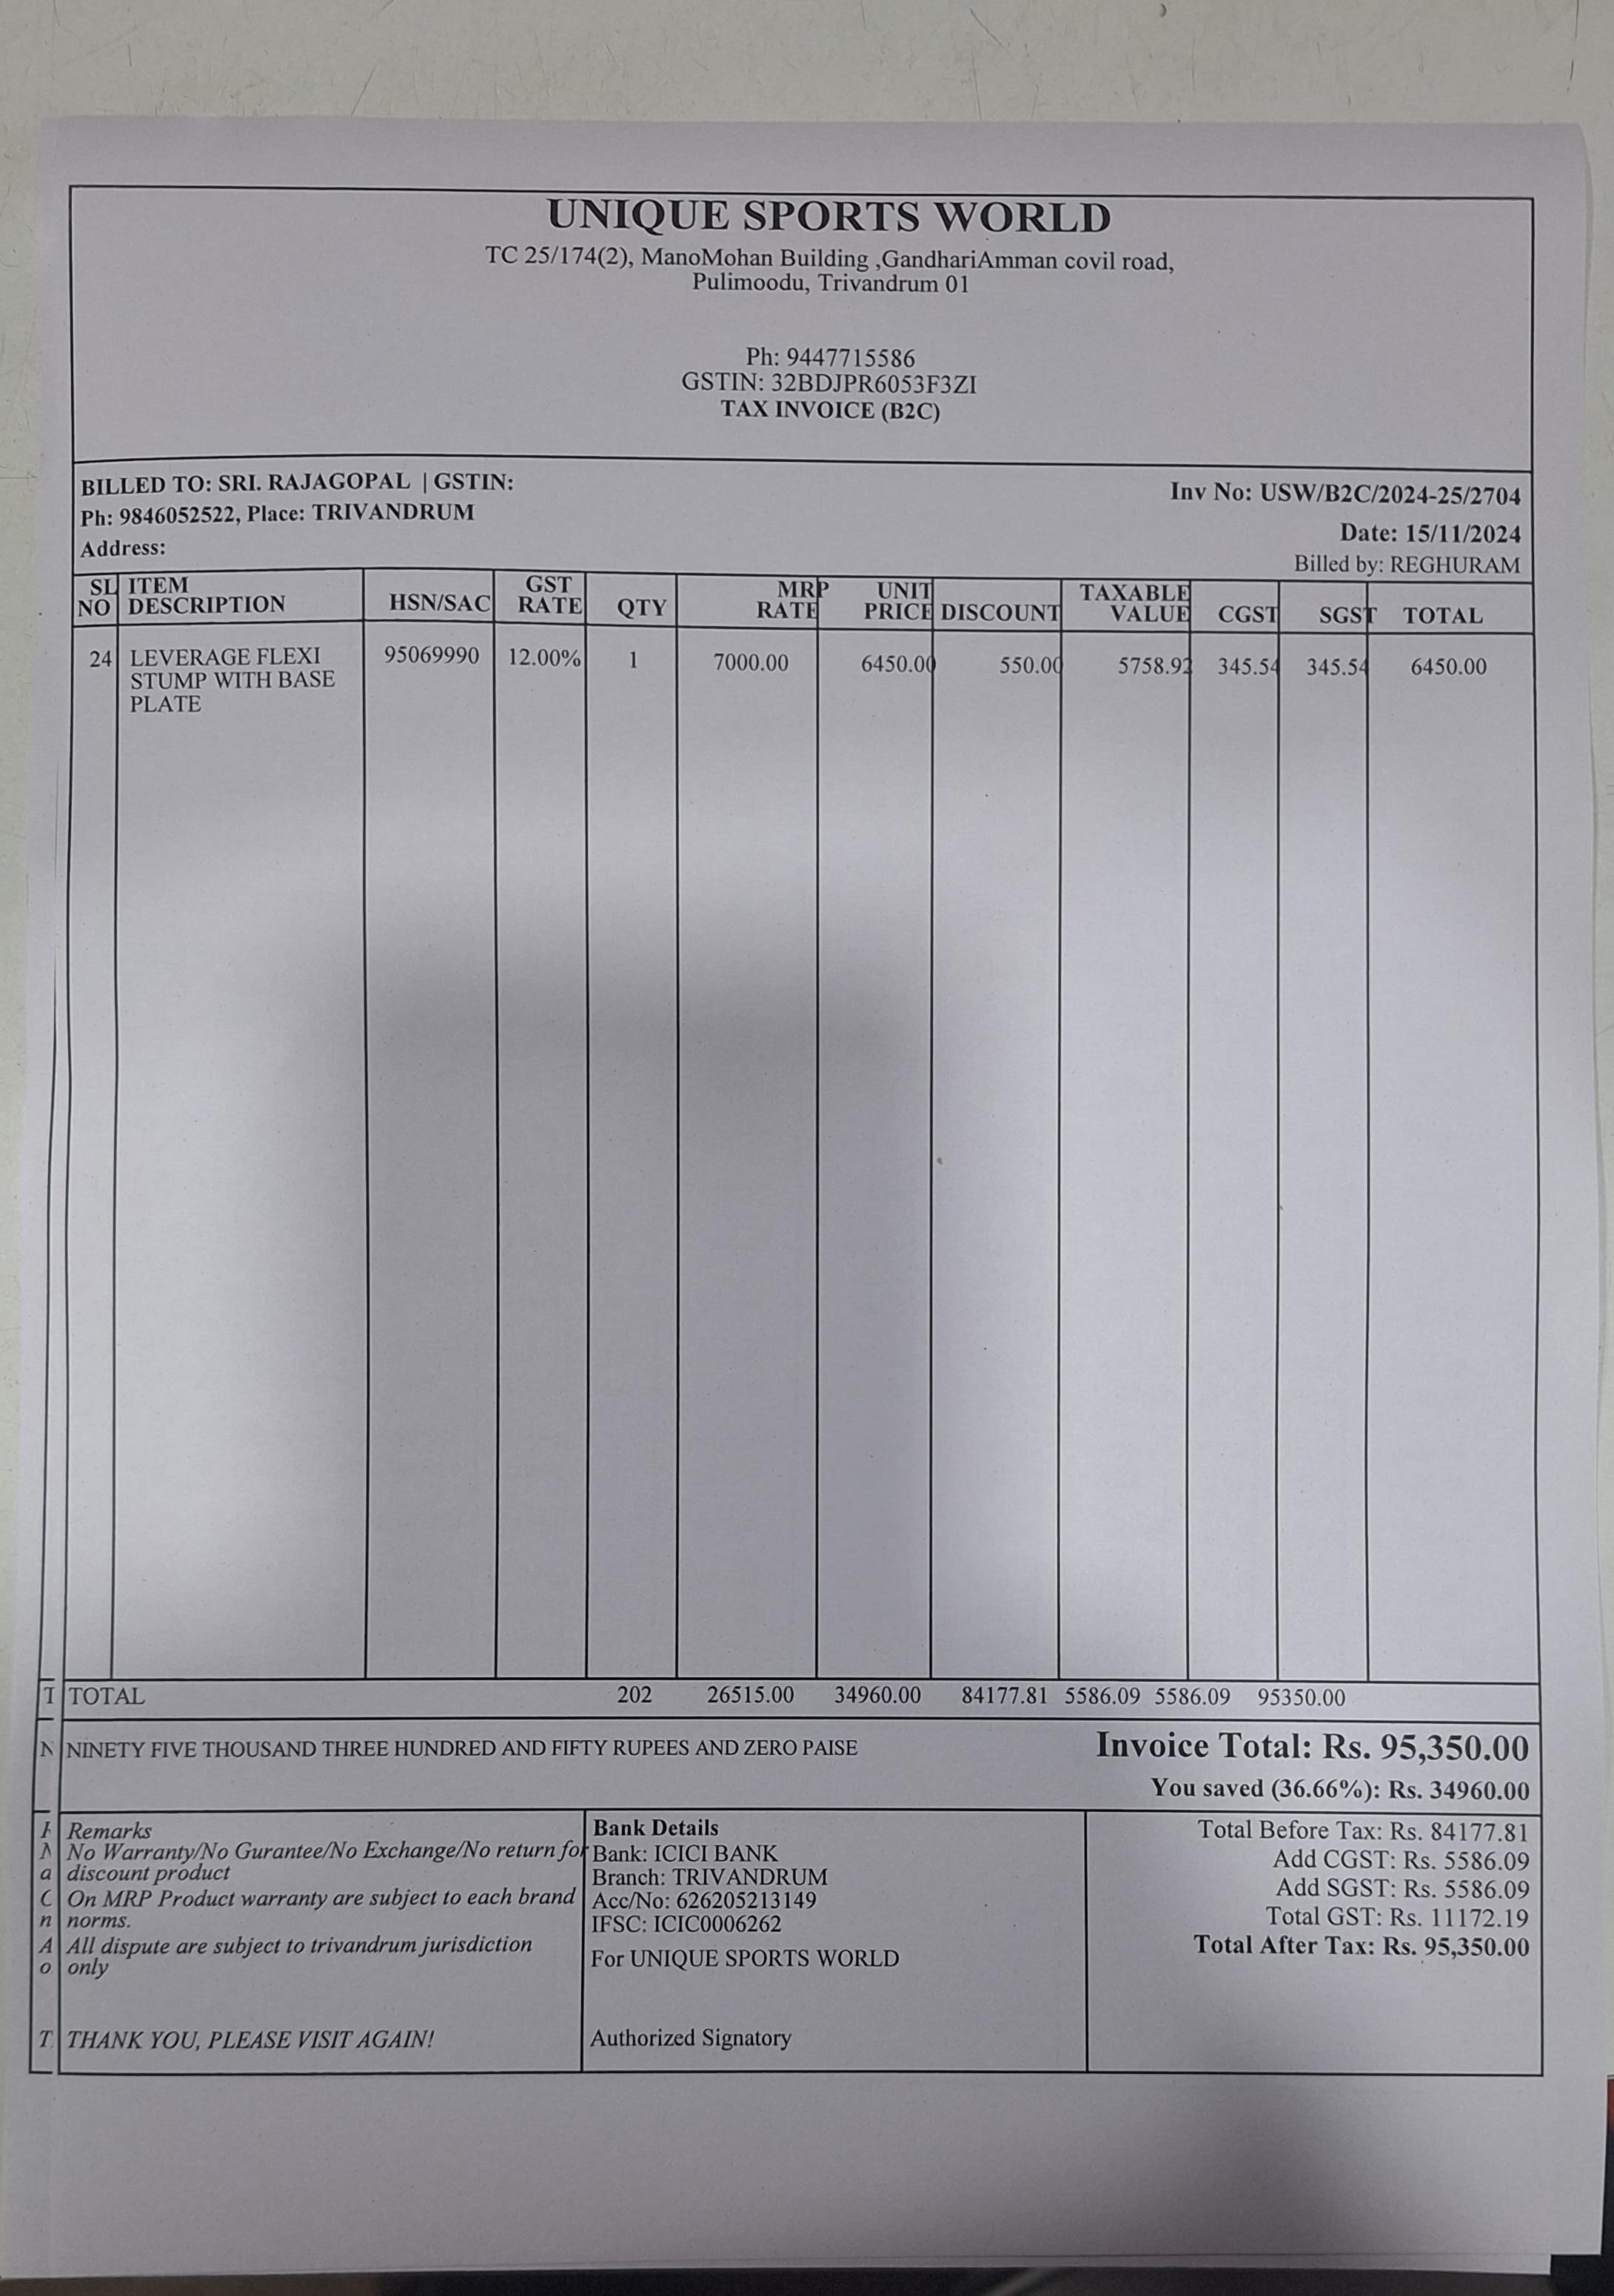 UNIQUE SPORTS WORLD
TC 25/174(2), ManoMohan Building ,GandhariAmman covil road,
Pulimoodu, Trivandrum 01
Ph: 9447715586
GSTIN: 32BDJPR6053F3ZI
TAX INVOICE (B2C)
BILLED TO: SRI. RAJAGOPAL | GSTIN:
Ph: 9846052522, Place: TRIVANDRUM
Address:
Inv No: USW/B2C/2024-25/2704
Date: 15/11/2024
Billed by: REGHURAM
SL NO ITEM DESCRIPTION HSN/SAC GST RATE QTY MRP RATE UNIT PRICE DISCOUNT TAXABLE VALUE CGST SGST TOTAL
24 LEVERAGE FLEXI 95069990 12.00% 1 7000.00 6450.00 550.00 5758.92 345.54 345.54 6450.00
STUMP WITH BASE
PLATE
T TOTAL 202 26515.00 34960.00 84177.81 5586.09 5586.09 95350.00
N NINETY FIVE THOUSAND THREE HUNDRED AND FIFTY RUPEES AND ZERO PAISE
Invoice Total: Rs. 95,350.00
You saved (36.66%): Rs. 34960.00
Remarks
No Warranty/No Gurantee/No Exchange/No return for
discount product
On MRP Product warranty are subject to each brand
norms.
All dispute are subject to trivandrum jurisdiction
only
THANK YOU, PLEASE VISIT AGAIN!
Bank Details
Bank: ICICI BANK
Branch: TRIVANDRUM
Acc/No: 626205213149
IFSC: ICIC0006262
For UNIQUE SPORTS WORLD
Authorized Signatory
Total Before Tax: Rs. 84177.81
Add CGST: Rs. 5586.09
Add SGST: Rs. 5586.09
Total GST: Rs. 11172.19
Total After Tax: Rs. 95,350.00